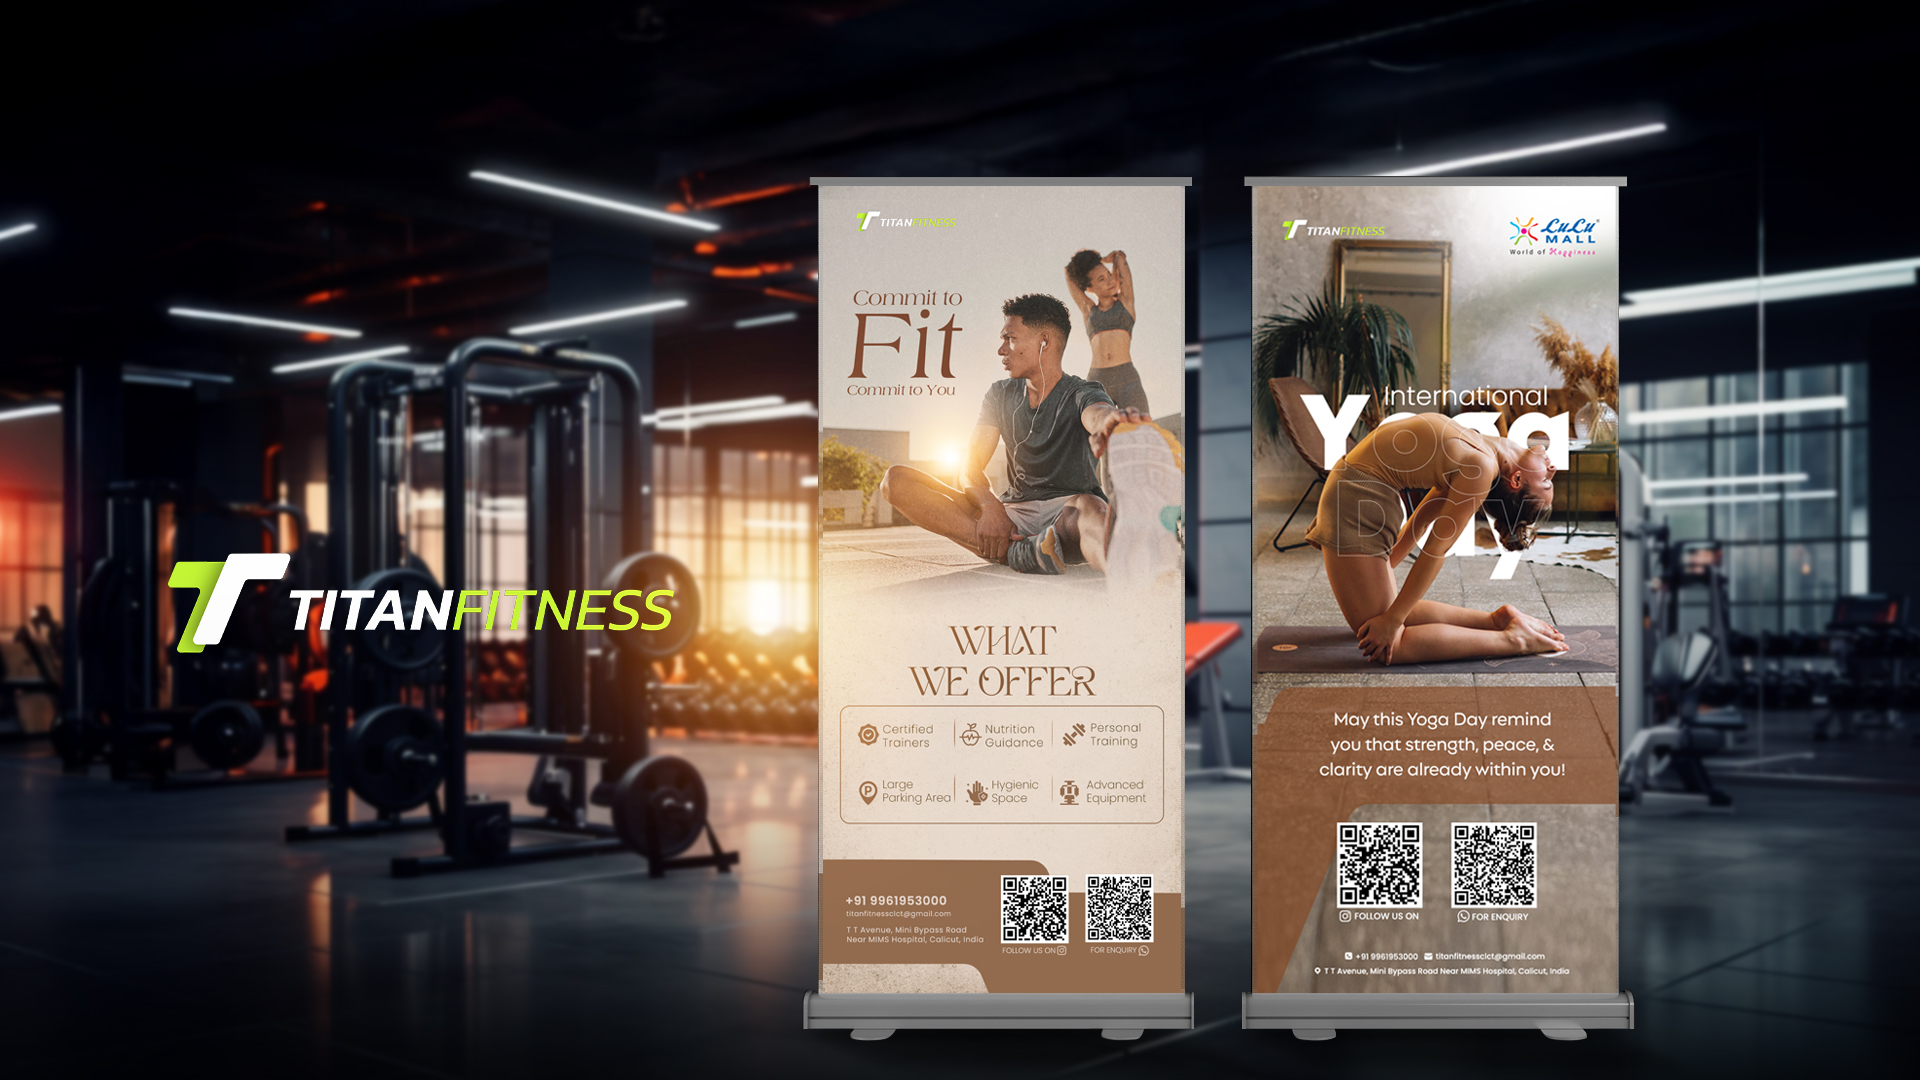 TITANFITNESS
TITANFITNESS
Commit to
Fit
Commit to You
WHAT
WE OFFER
Certified
Trainers
Nutrition
Guidance
Personal
Training
P
Large
Parking Area
Hygienic
Space
Advanced
Equipment
+91 9961953000
titanfitnessclct@gmail.com
T T Avenue, Mini Bypass Road
Near MIMS Hospital, Calicut, India
FOLLOW US ON
FOR ENQUIRY
TITANFITNESS
LuLu®
MALL
World of Happiness
International
Yoga
Day
May this Yoga Day remind
you that strength, peace, &
clarity are already within you!
FOLLOW US ON
FOR ENQUIRY
+91 9961953000 titanfitnessclct@gmail.com
T T Avenue, Mini Bypass Road Near MIMS Hospital, Calicut, India